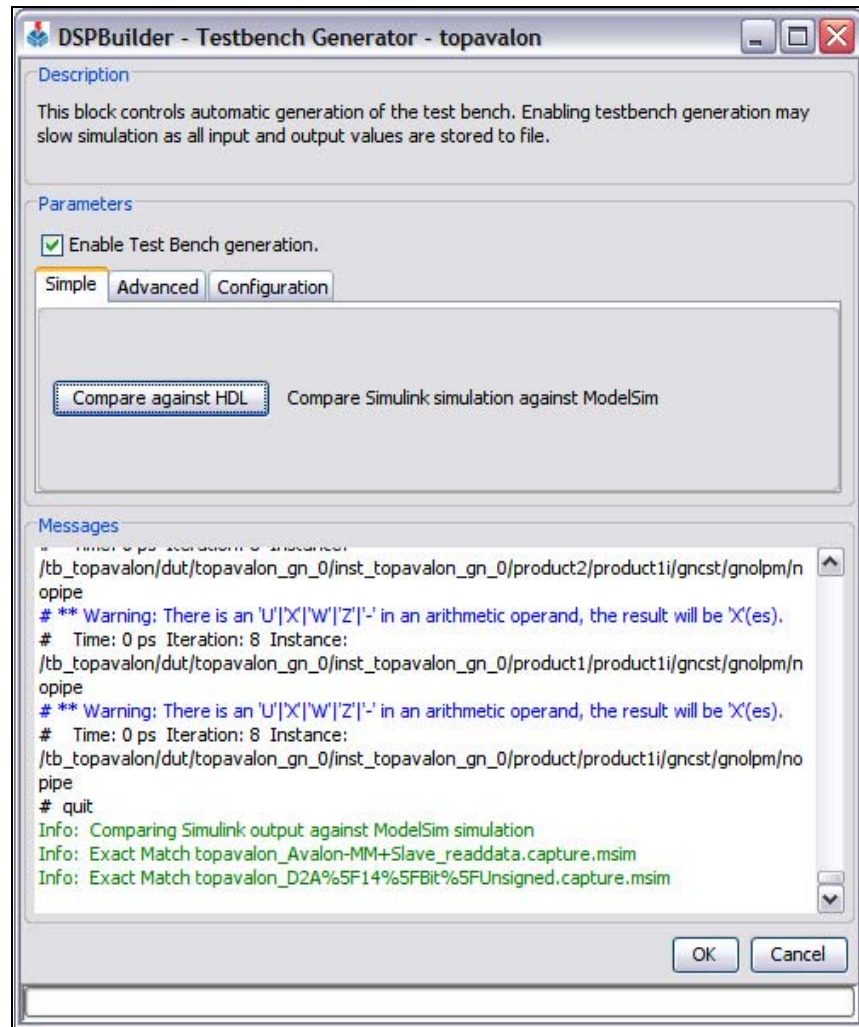 DSPBuilder - Testbench Generator - topavalon
Description
This block controls automatic generation of the test bench. Enabling testbench generation may
slow simulation as all input and output values are stored to file.
Parameters
Enable Test Bench generation.
Simple Advanced Configuration
Compare against HDL Compare Simulink simulation against ModelSim
Messages
# Time: 0 ps Iteration: 8 Instance:
/tb_topavalon/dut/topavalon_gn_0/inst_topavalon_gn_0/product2/product1i/gncst/gnolpm/n
opipe
# ** Warning: There is an 'U'|'X'|'W'|'Z'|'-' in an arithmetic operand, the result will be 'X'(es).
# Time: 0 ps Iteration: 8 Instance:
/tb_topavalon/dut/topavalon_gn_0/inst_topavalon_gn_0/product1/product1i/gncst/gnolpm/n
opipe
# ** Warning: There is an 'U'|'X'|'W'|'Z'|'-' in an arithmetic operand, the result will be 'X'(es).
# Time: 0 ps Iteration: 8 Instance:
/tb_topavalon/dut/topavalon_gn_0/inst_topavalon_gn_0/product/product1i/gncst/gnolpm/no
pipe
# quit
Info: Comparing Simulink output against ModelSim simulation
Info: Exact Match topavalon_Avalon-MM+Slave_readdata.capture.msim
Info: Exact Match topavalon_D2A%5F14%5FBit%5FUnsigned.capture.msim
OK Cancel